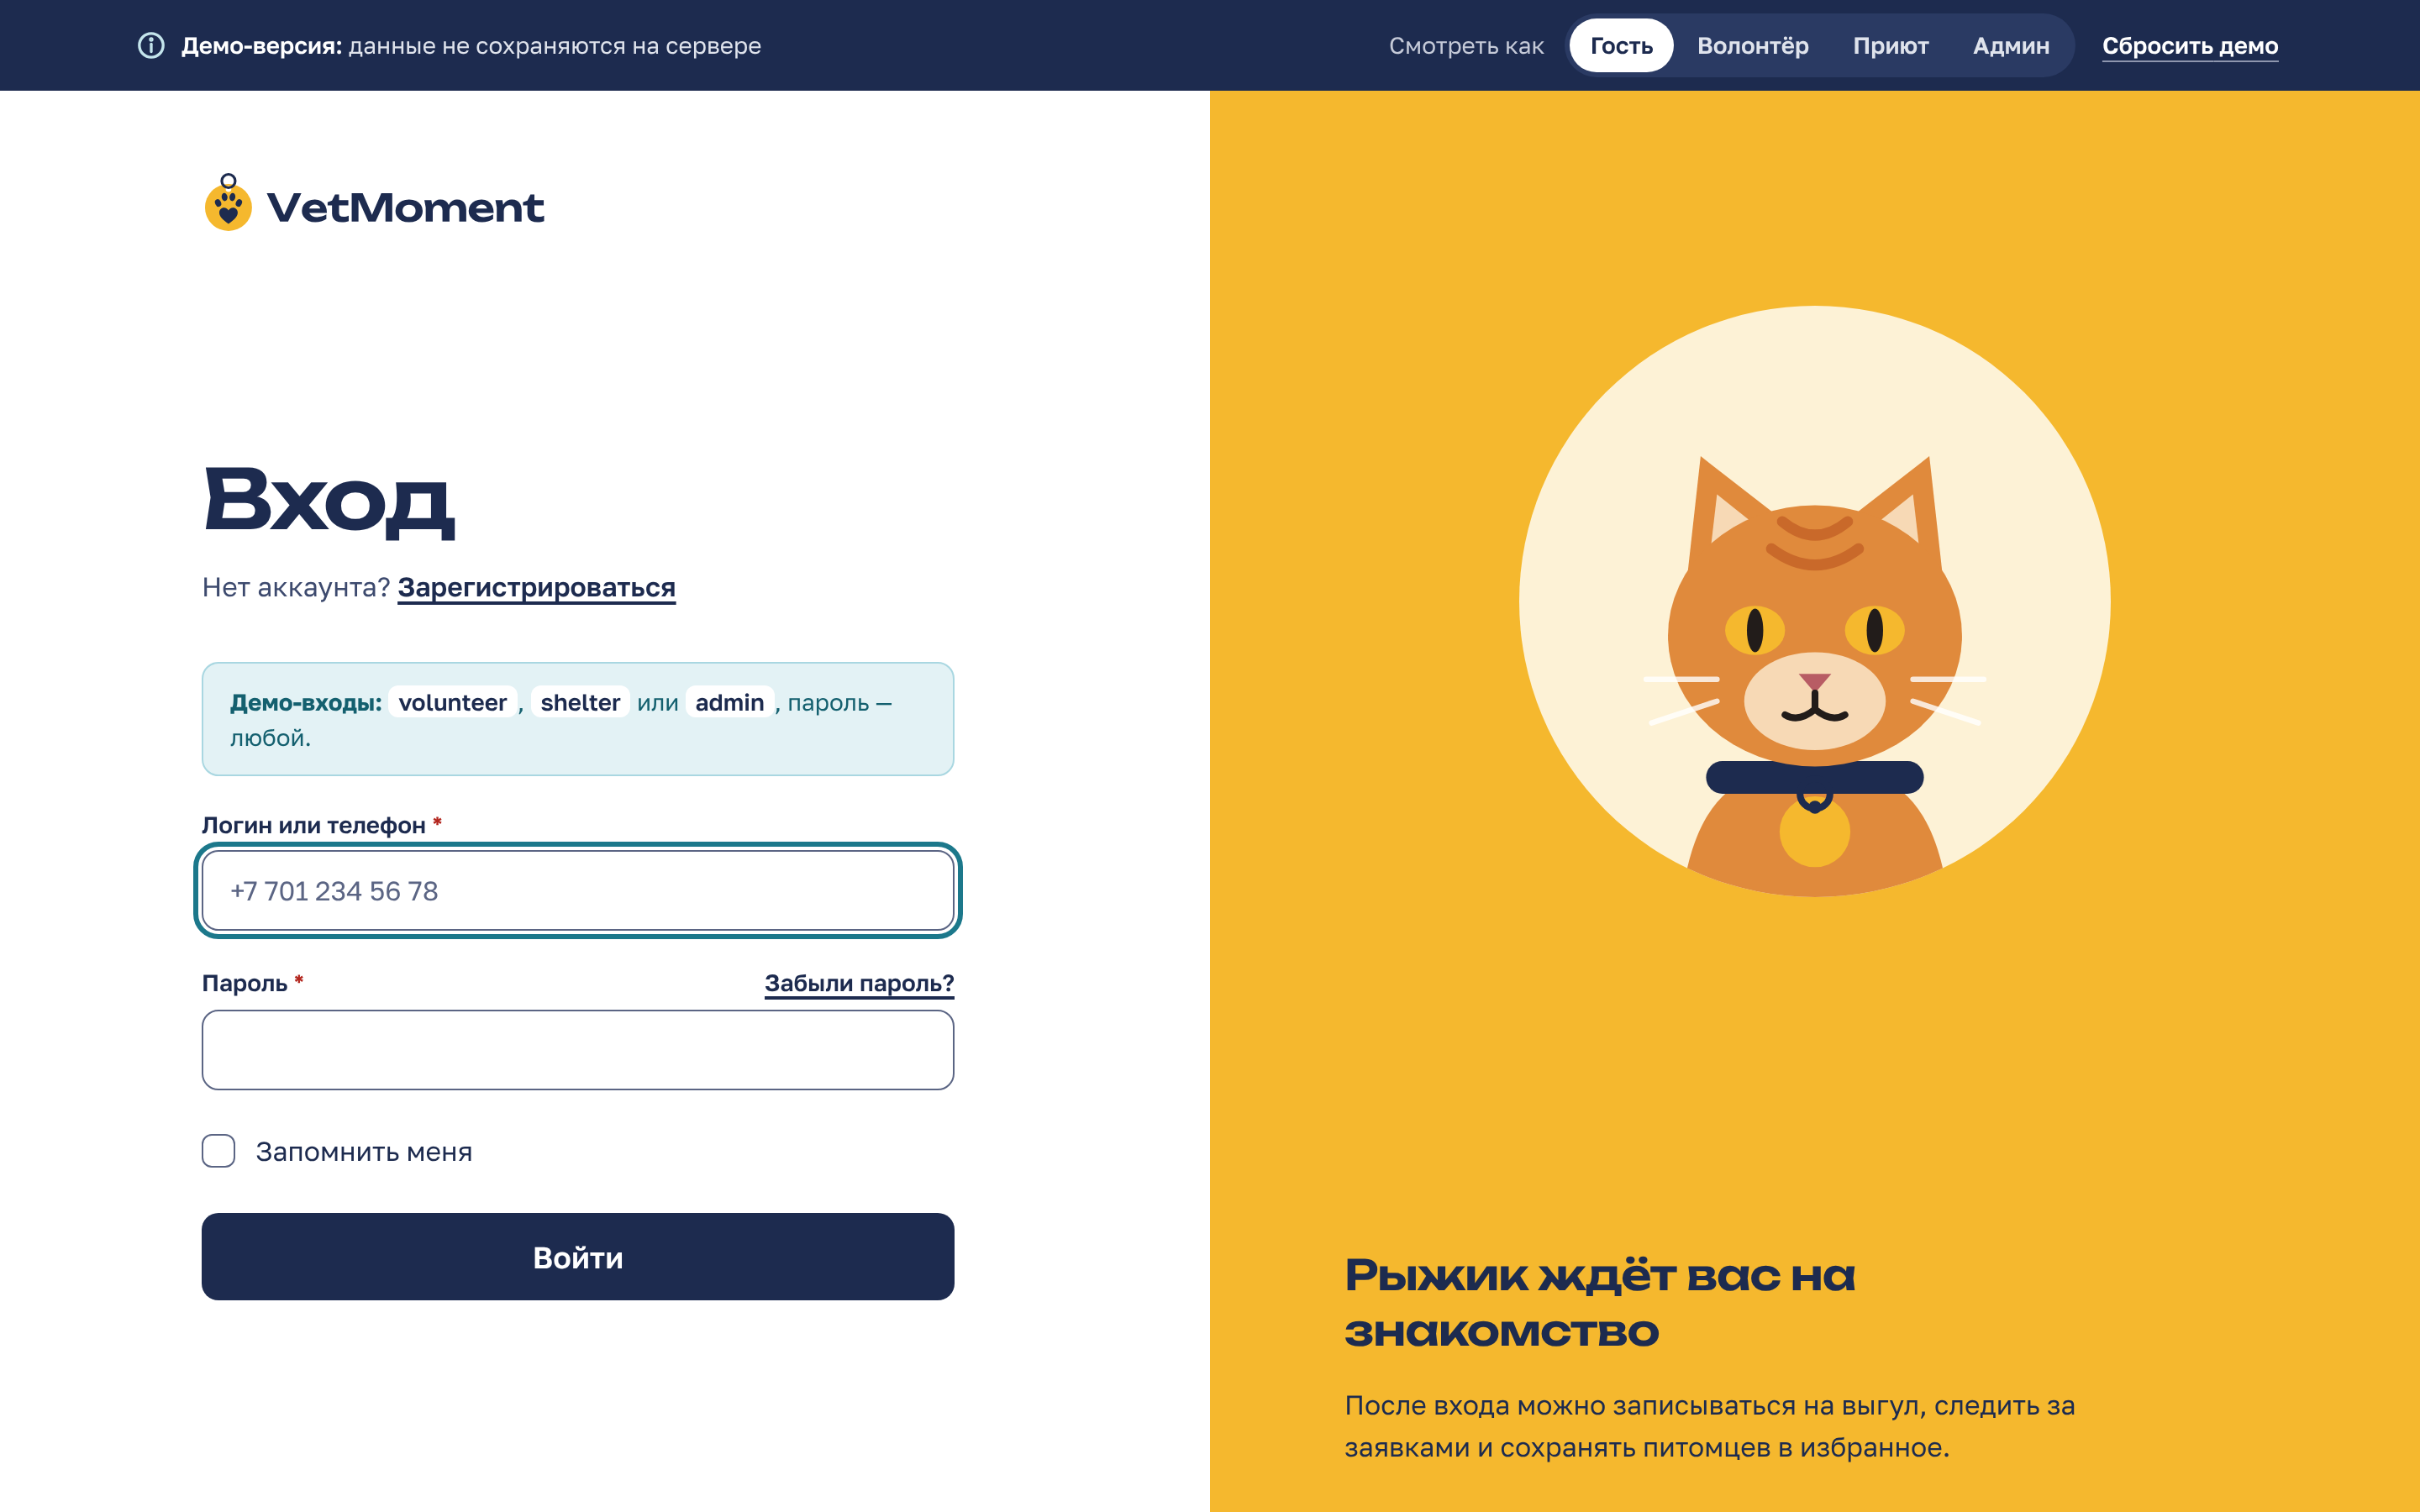 Демо-версия: данные не сохраняются на сервере
Смотреть как Гость Волонтёр Приют Админ Сбросить демо
VetMoment
Вход
Нет аккаунта? Зарегистрироваться
Демо-входы: volunteer, shelter или admin, пароль —
любой.
Логин или телефон *
+7 701 234 56 78
Пароль * Забыли пароль?
Запомнить меня
Войти
Рыжик ждёт вас на
знакомство
После входа можно записываться на выгул, следить за
заявками и сохранять питомцев в избранное.